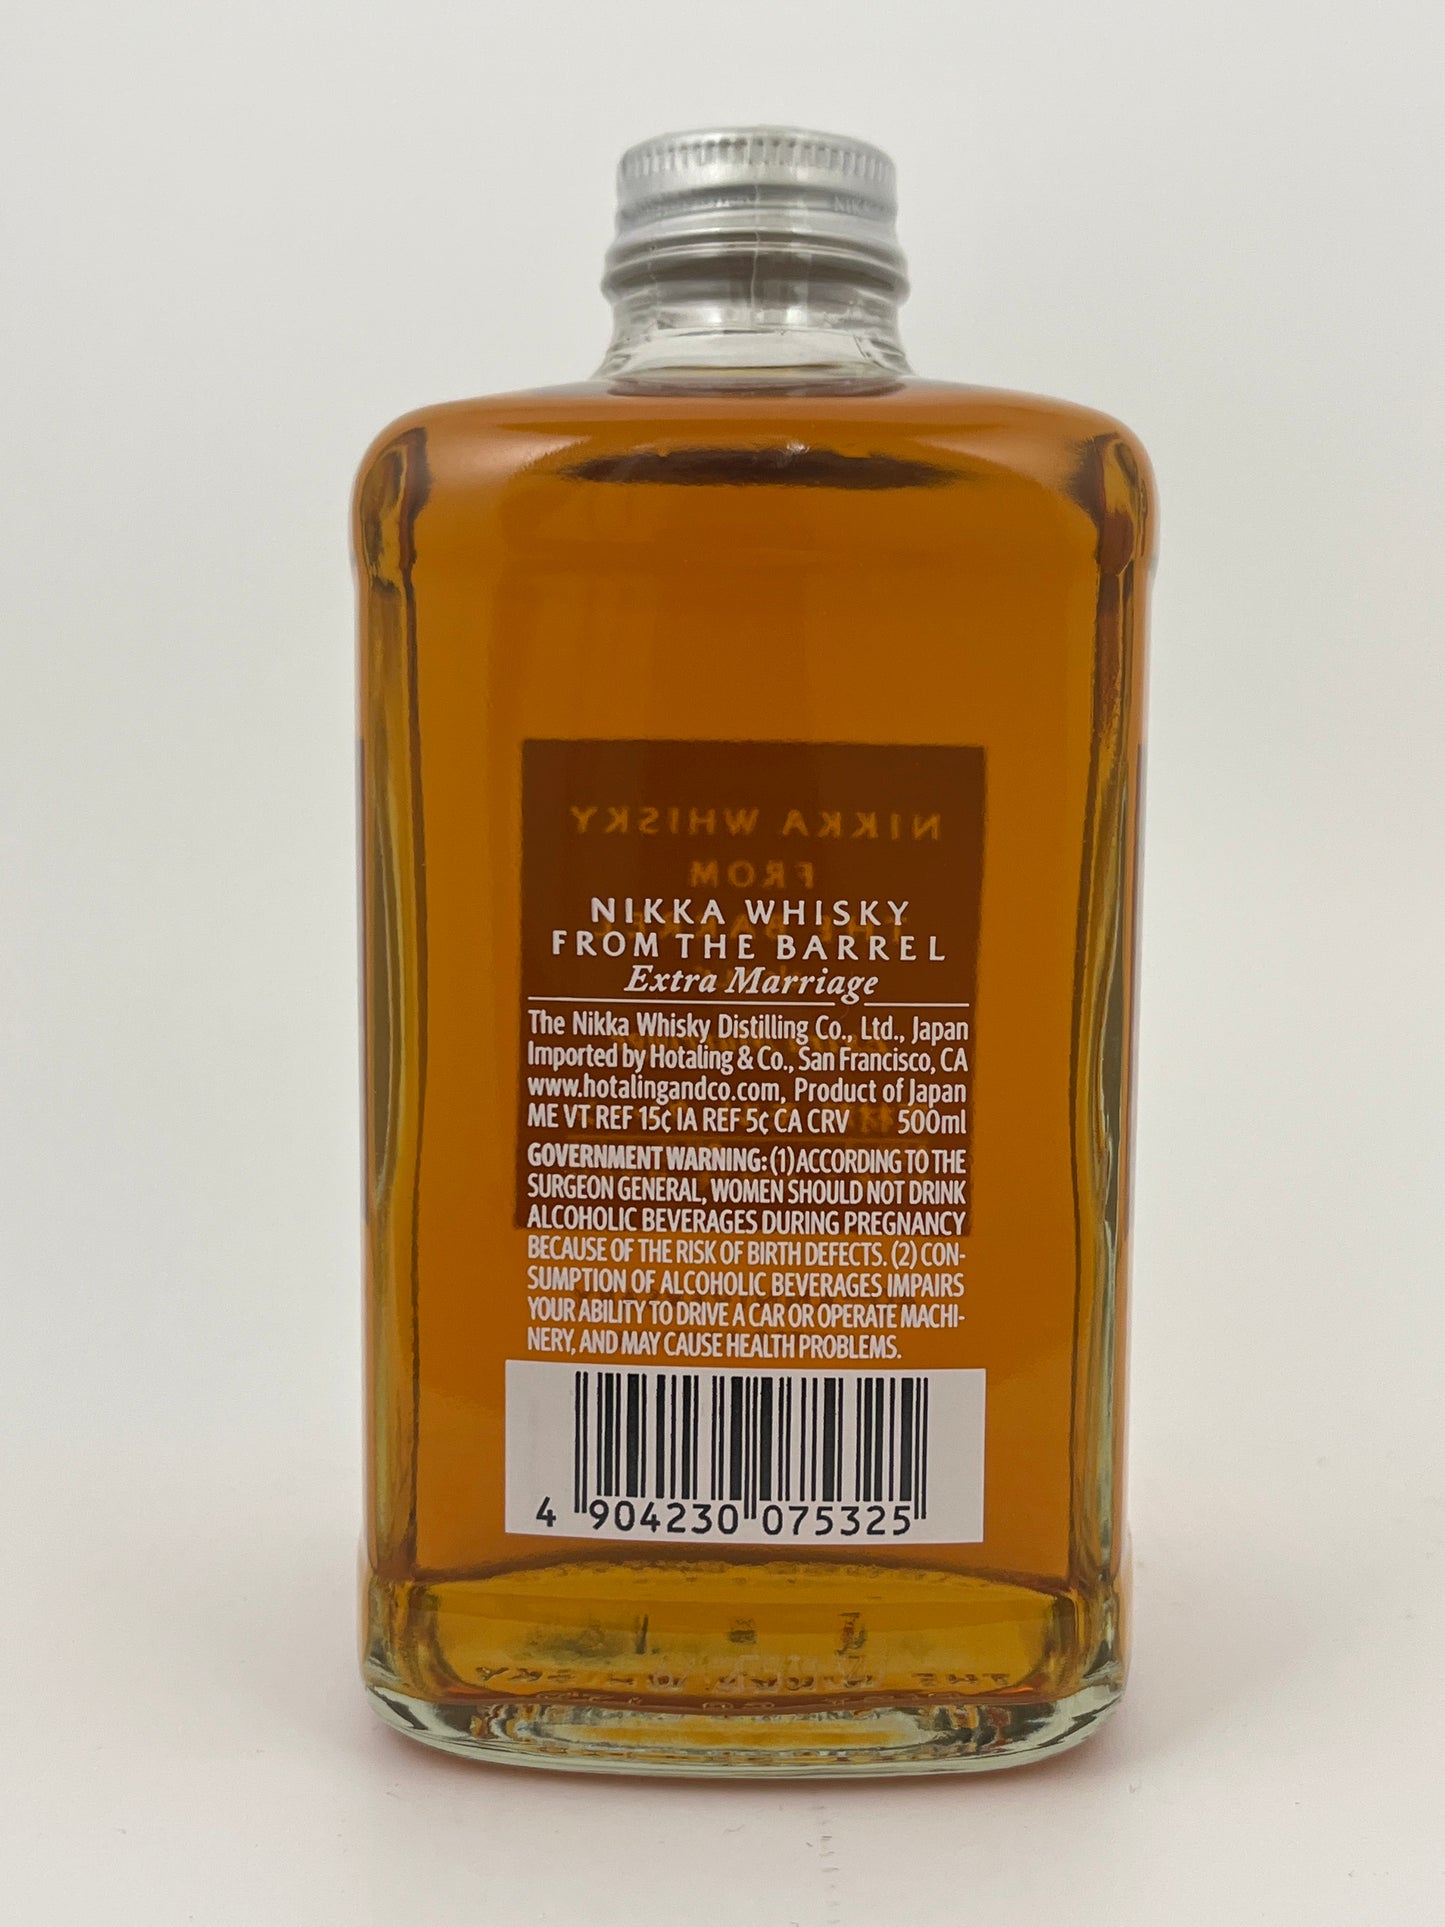 NIKKA
NIKKA WHISKY
FROM
NIKKA WHISKY
FROM THE BARREL
Extra Marriage
The Nikka Whisky Distilling Co., Ltd., Japan
Imported by Hotaling & Co., San Francisco, CA
www.hotalingandco.com, Product of Japan
ME VT REF 15¢ IA REF 5¢ CA CRV 500ml
GOVERNMENT WARNING: (1) ACCORDING TO THE
SURGEON GENERAL, WOMEN SHOULD NOT DRINK
ALCOHOLIC BEVERAGES DURING PREGNANCY
BECAUSE OF THE RISK OF BIRTH DEFECTS. (2) CON-
SUMPTION OF ALCOHOLIC BEVERAGES IMPAIRS
YOUR ABILITY TO DRIVE A CAR OR OPERATE MACHI-
NERY, AND MAY CAUSE HEALTH PROBLEMS.
4 904230 075325